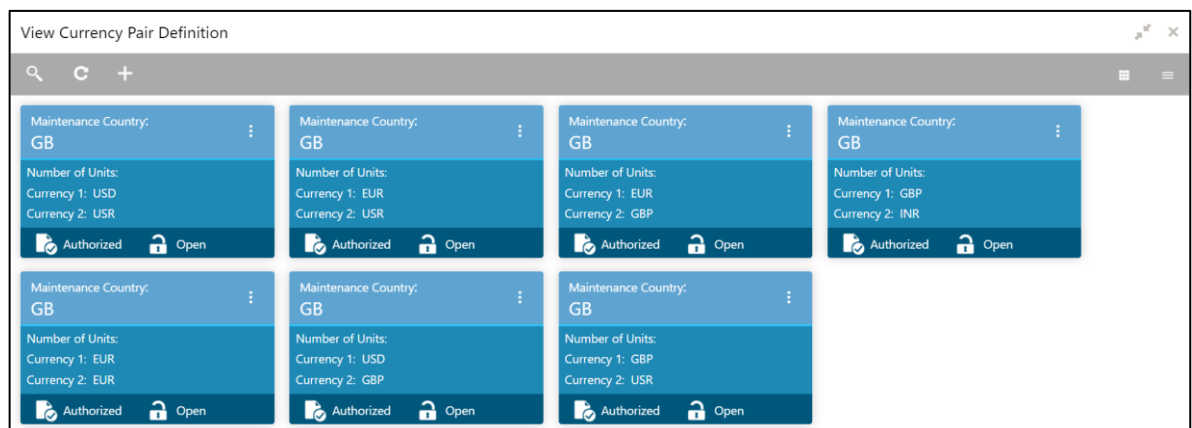 View Currency Pair Definition
Maintenance Country:
GB
Number of Units:
Currency 1: USD
Currency 2: USR
Authorized Open
Maintenance Country:
GB
Number of Units:
Currency 1: EUR
Currency 2: USR
Authorized Open
Maintenance Country:
GB
Number of Units:
Currency 1: EUR
Currency 2: GBP
Authorized Open
Maintenance Country:
GB
Number of Units:
Currency 1: GBP
Currency 2: INR
Authorized Open
Maintenance Country:
GB
Number of Units:
Currency 1: EUR
Currency 2: EUR
Authorized Open
Maintenance Country:
GB
Number of Units:
Currency 1: USD
Currency 2: GBP
Authorized Open
Maintenance Country:
GB
Number of Units:
Currency 1: GBP
Currency 2: USR
Authorized Open